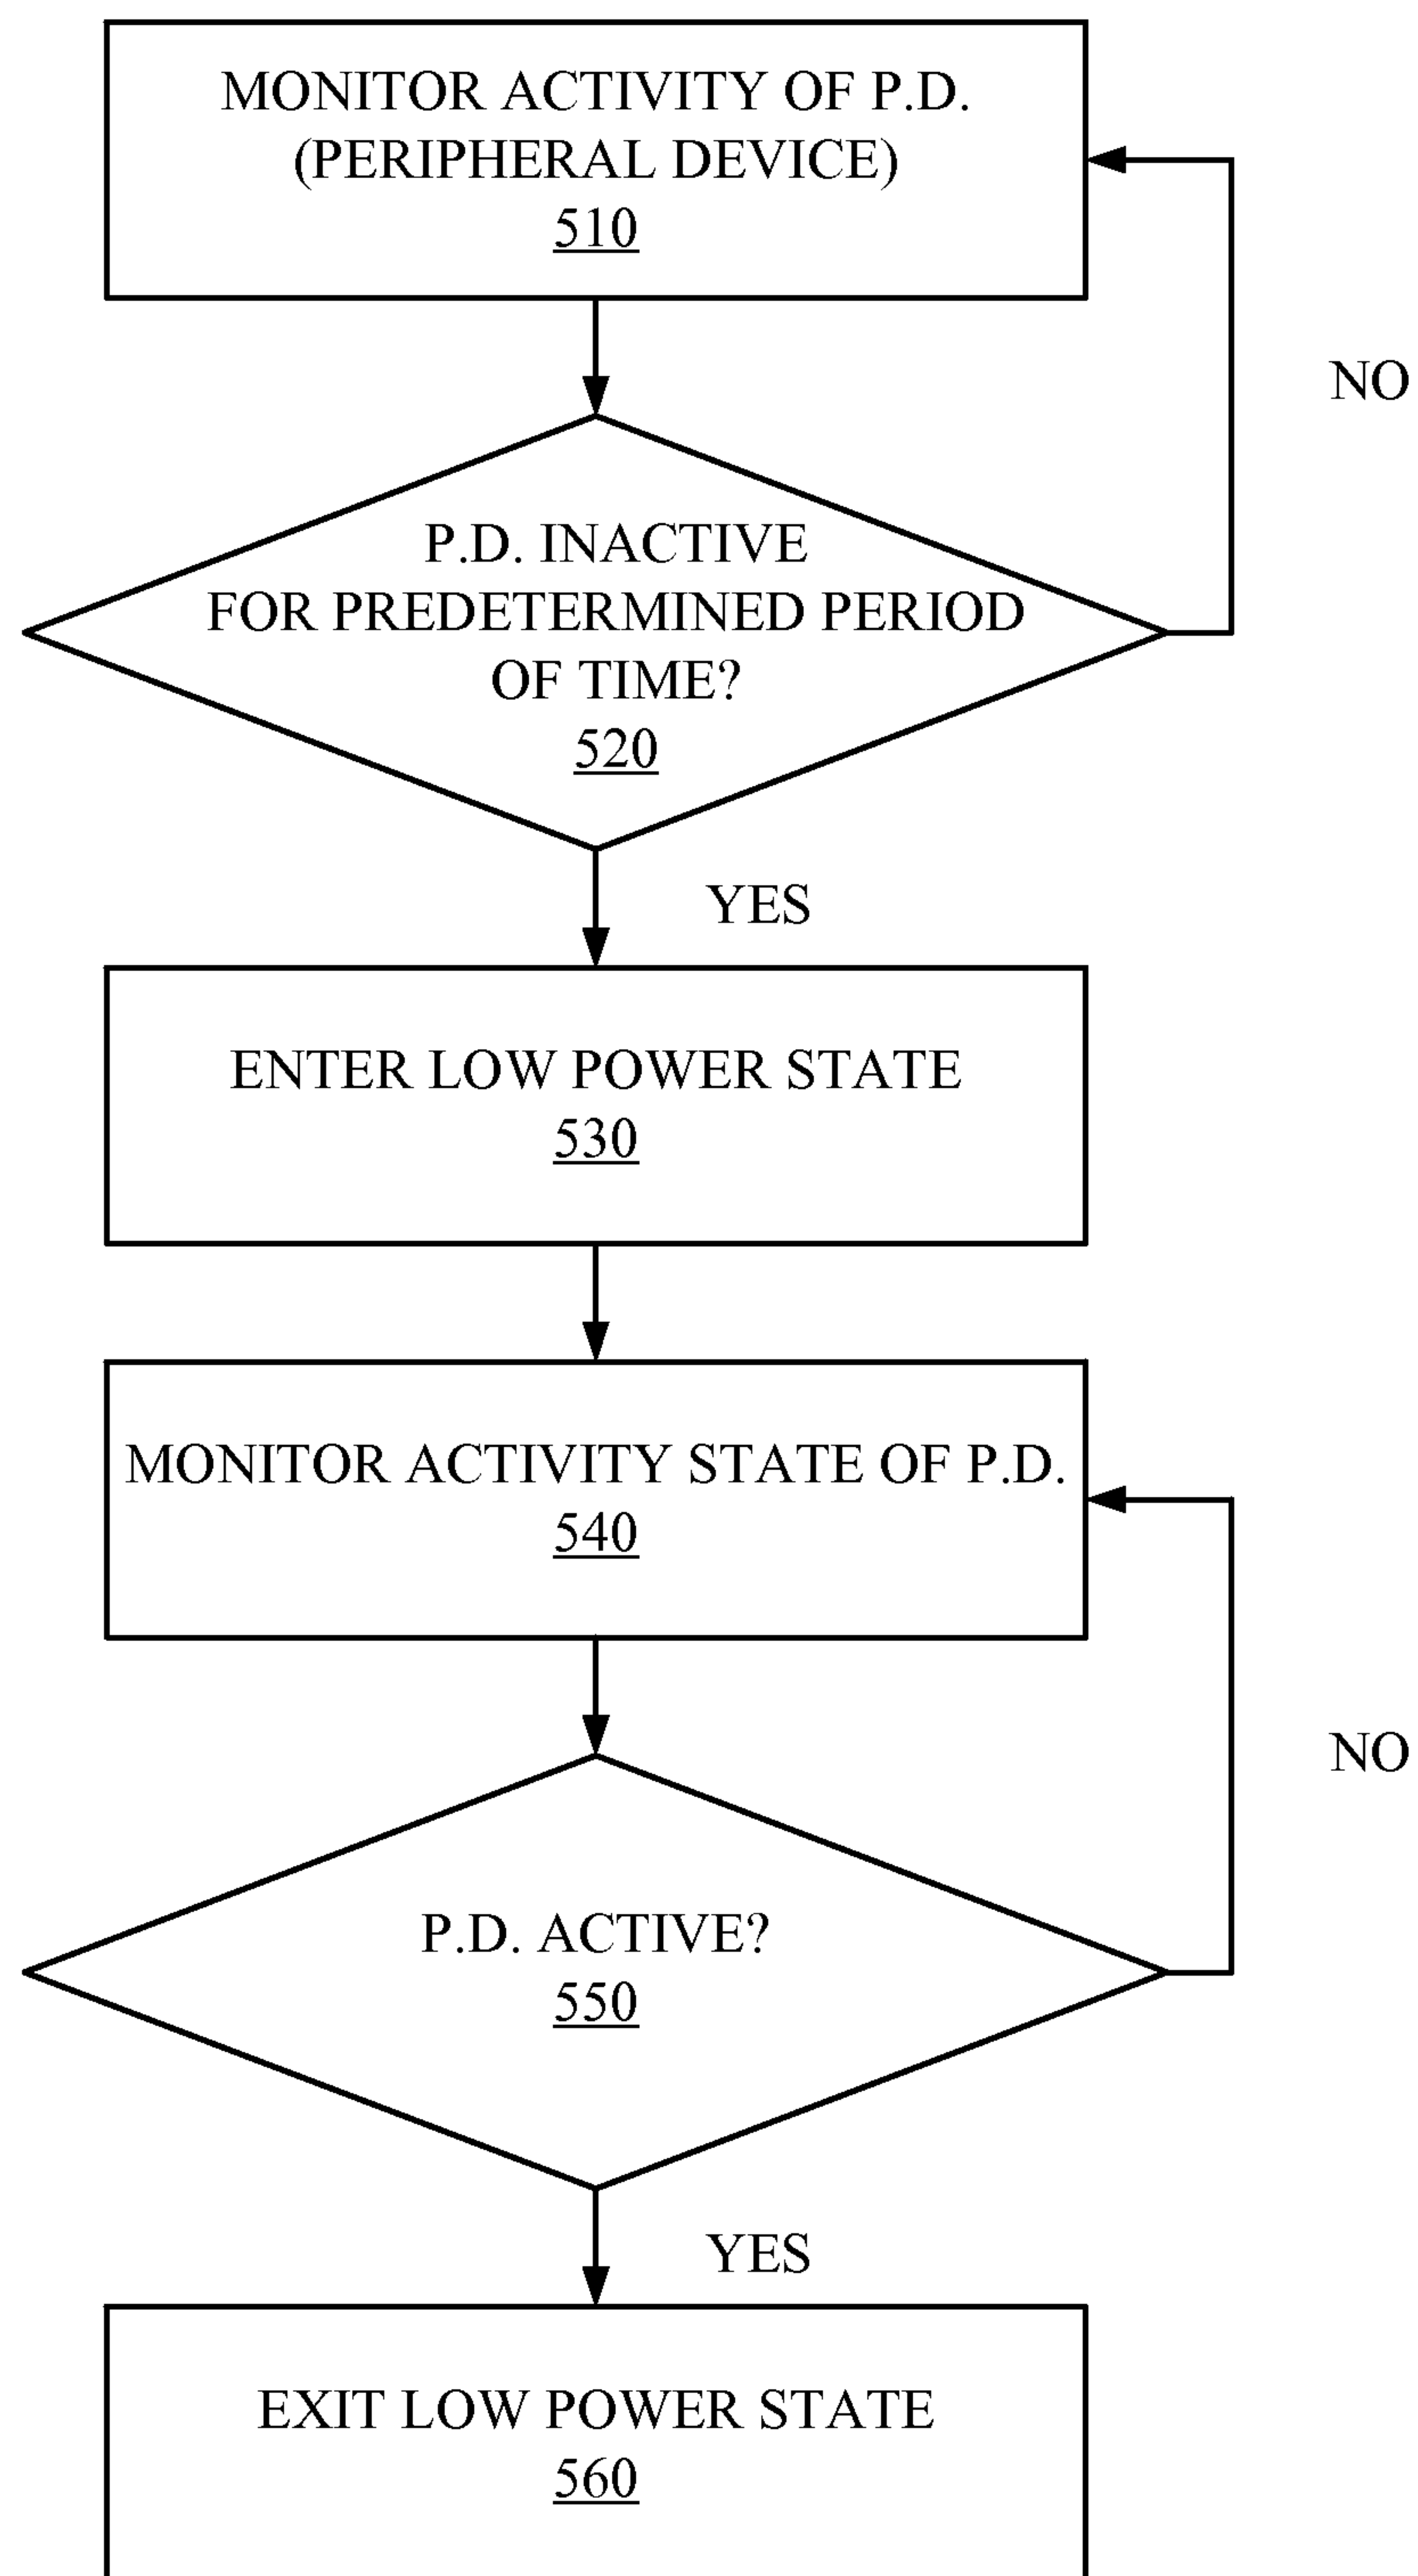 MONITOR ACTIVITY OF P.D.
(PERIPHERAL DEVICE)
510
NO
P.D. INACTIVE
FOR PREDETERMINED PERIOD
OF TIME?
520
YES
ENTER LOW POWER STATE
530
MONITOR ACTIVITY STATE OF P.D.
540
NO
P.D. ACTIVE?
550
YES
EXIT LOW POWER STATE
560